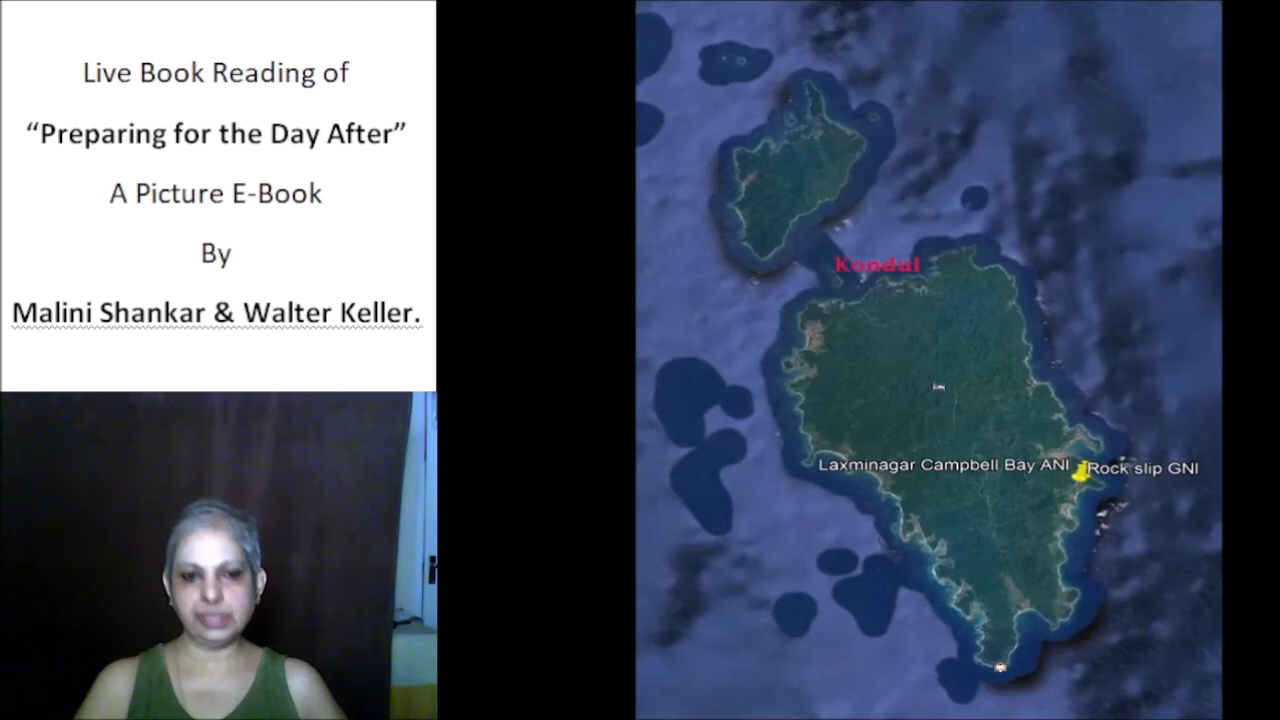 Live Book Reading of
“Preparing for the Day After”
A Picture E-Book
By
Malini Shankar & Walter Keller.
Kondul
Laxminagar Campbell Bay ANI
Rock slip GNI